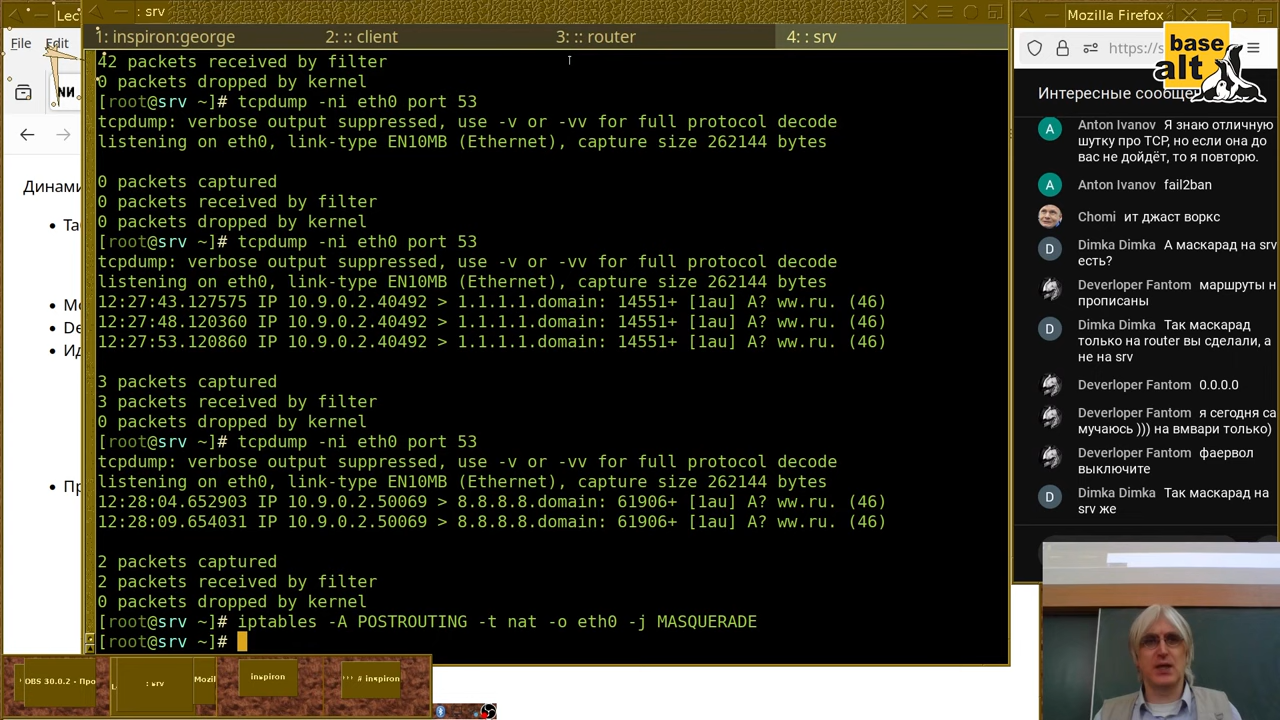 Lec
: srv
Mozilla Firefox
File Edit
1: inspiron:george
2: :: client
3: :: router
4: : srv
https://s
base
alt
ии.
Динами
Та
Мо
De
Ид
Пр
42 packets received by filter
0 packets dropped by kernel
[root@srv ~]# tcpdump -ni eth0 port 53
tcpdump: verbose output suppressed, use -v or -vv for full protocol decode
listening on eth0, link-type EN10MB (Ethernet), capture size 262144 bytes
0 packets captured
0 packets received by filter
0 packets dropped by kernel
[root@srv ~]# tcpdump -ni eth0 port 53
tcpdump: verbose output suppressed, use -v or -vv for full protocol decode
listening on eth0, link-type EN10MB (Ethernet), capture size 262144 bytes
12:27:43.127575 IP 10.9.0.2.40492 > 1.1.1.1.domain: 14551+ [1au] A? ww.ru. (46)
12:27:48.120360 IP 10.9.0.2.40492 > 1.1.1.1.domain: 14551+ [1au] A? ww.ru. (46)
12:27:53.120860 IP 10.9.0.2.40492 > 1.1.1.1.domain: 14551+ [1au] A? ww.ru. (46)
3 packets captured
3 packets received by filter
0 packets dropped by kernel
[root@srv ~]# tcpdump -ni eth0 port 53
tcpdump: verbose output suppressed, use -v or -vv for full protocol decode
listening on eth0, link-type EN10MB (Ethernet), capture size 262144 bytes
12:28:04.652903 IP 10.9.0.2.50069 > 8.8.8.8.domain: 61906+ [1au] A? ww.ru. (46)
12:28:09.654031 IP 10.9.0.2.50069 > 8.8.8.8.domain: 61906+ [1au] A? ww.ru. (46)
2 packets captured
2 packets received by filter
0 packets dropped by kernel
[root@srv ~]# iptables -A POSTROUTING -t nat -o eth0 -j MASQUERADE
[root@srv ~]#
Интересные сообще
A Anton Ivanov Я знаю отличную
шутку про TCP, но если она до
вас не дойдёт, то я повторю.
A Anton Ivanov fail2ban
Chomi ит джаст воркс
D Dimka Dimka А маскарад на srv
есть?
Deverloper Fantom маршруты н
прописаны
D Dimka Dimka Так маскарад
только на router вы сделали, а
не на srv
Deverloper Fantom 0.0.0.0
Deverloper Fantom я сегодня са
мучаюсь ))) на вмвари только)
Deverloper Fantom фаервол
выключите
D Dimka Dimka Так маскарад на
srv же
OBS 30.0.2 - Про
: srv
Mozil
inspiron
# inspiron